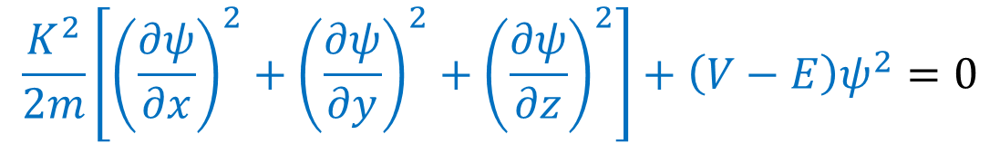 K²/2m [(∂ψ/∂x)² + (∂ψ/∂y)² + (∂ψ/∂z)²] + (V − E)ψ² = 0